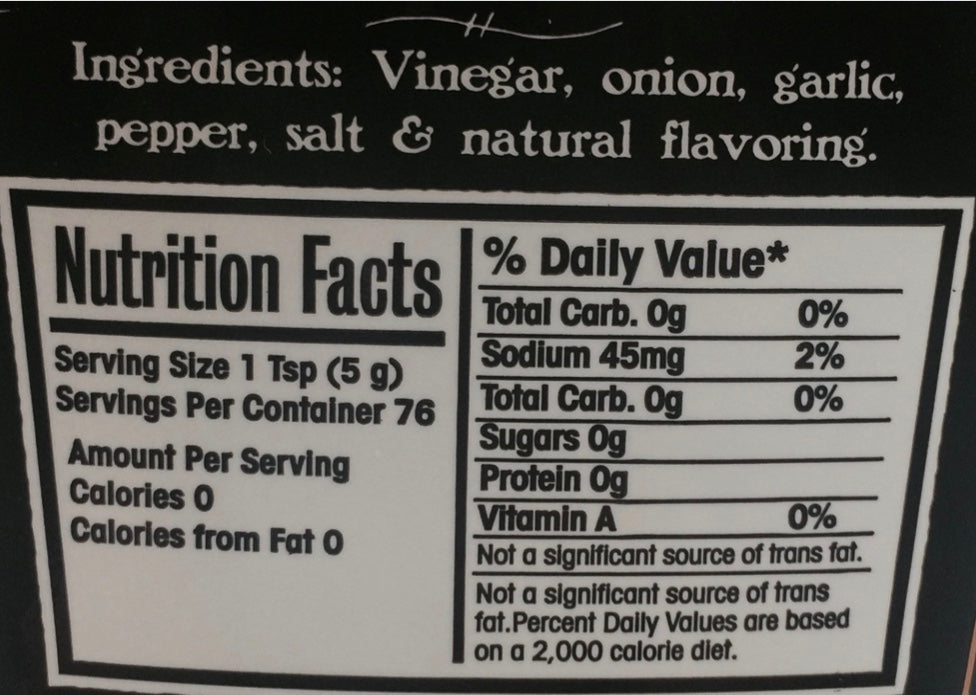 Ingredients: Vinegar, onion, garlic,
pepper, salt & natural flavoring.
Nutrition Facts
Serving Size 1 Tsp (5 g)
Servings Per Container 76
Amount Per Serving
Calories 0
Calories from Fat 0
% Daily Value*
Total Carb. 0g 0%
Sodium 45mg 2%
Total Carb. 0g 0%
Sugars 0g
Protein 0g
Vitamin A 0%
Not a significant source of trans fat.
Not a significant source of trans
fat.Percent Daily Values are based
on a 2,000 calorie diet.